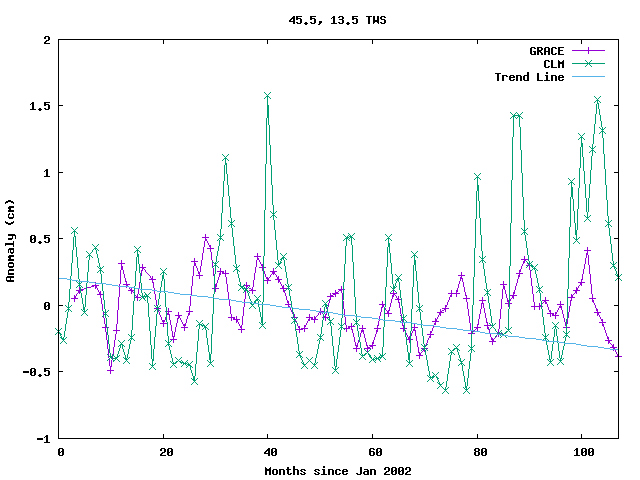 45.5, 13.5 TWS
GRACE
CLM
Trend Line
2
1.5
1
0.5
0
-0.5
-1
Anomaly (cm)
0 20 40 60 80 100
Months since Jan 2002